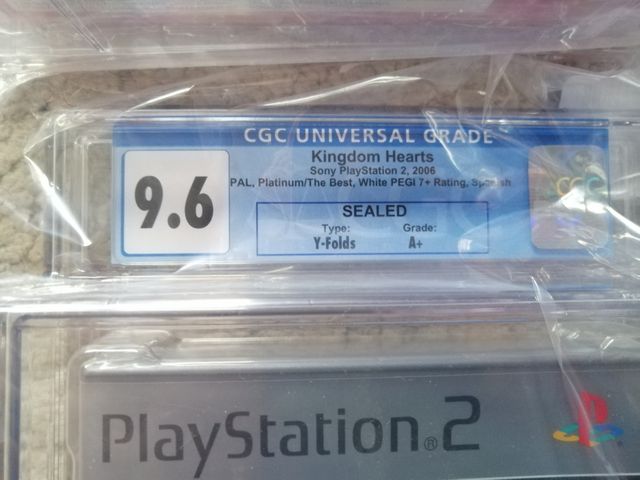 CGC UNIVERSAL GRADE
9.6
Kingdom Hearts
Sony PlayStation 2, 2006
PAL, Platinum/The Best, White PEGI 7+ Rating, Spanish
SEALED
Type: Grade:
Y-Folds A+
CGC
PlayStation®2